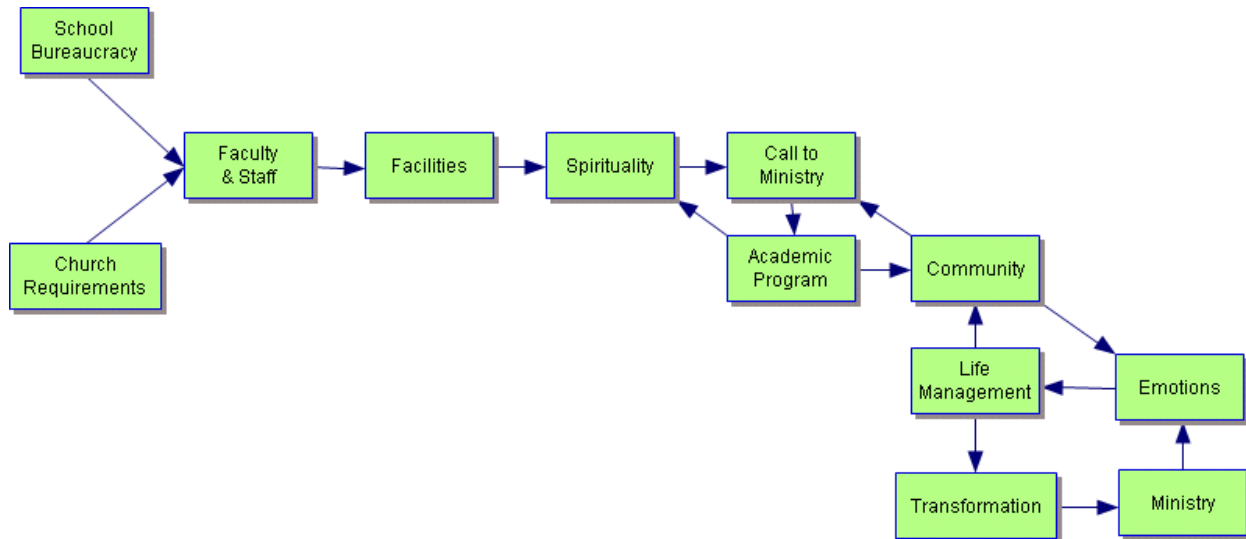 School
Bureaucracy
Faculty
& Staff
Facilities
Spirituality
Call to
Ministry
Church
Requirements
Academic
Program
Community
Life
Management
Emotions
Transformation
Ministry